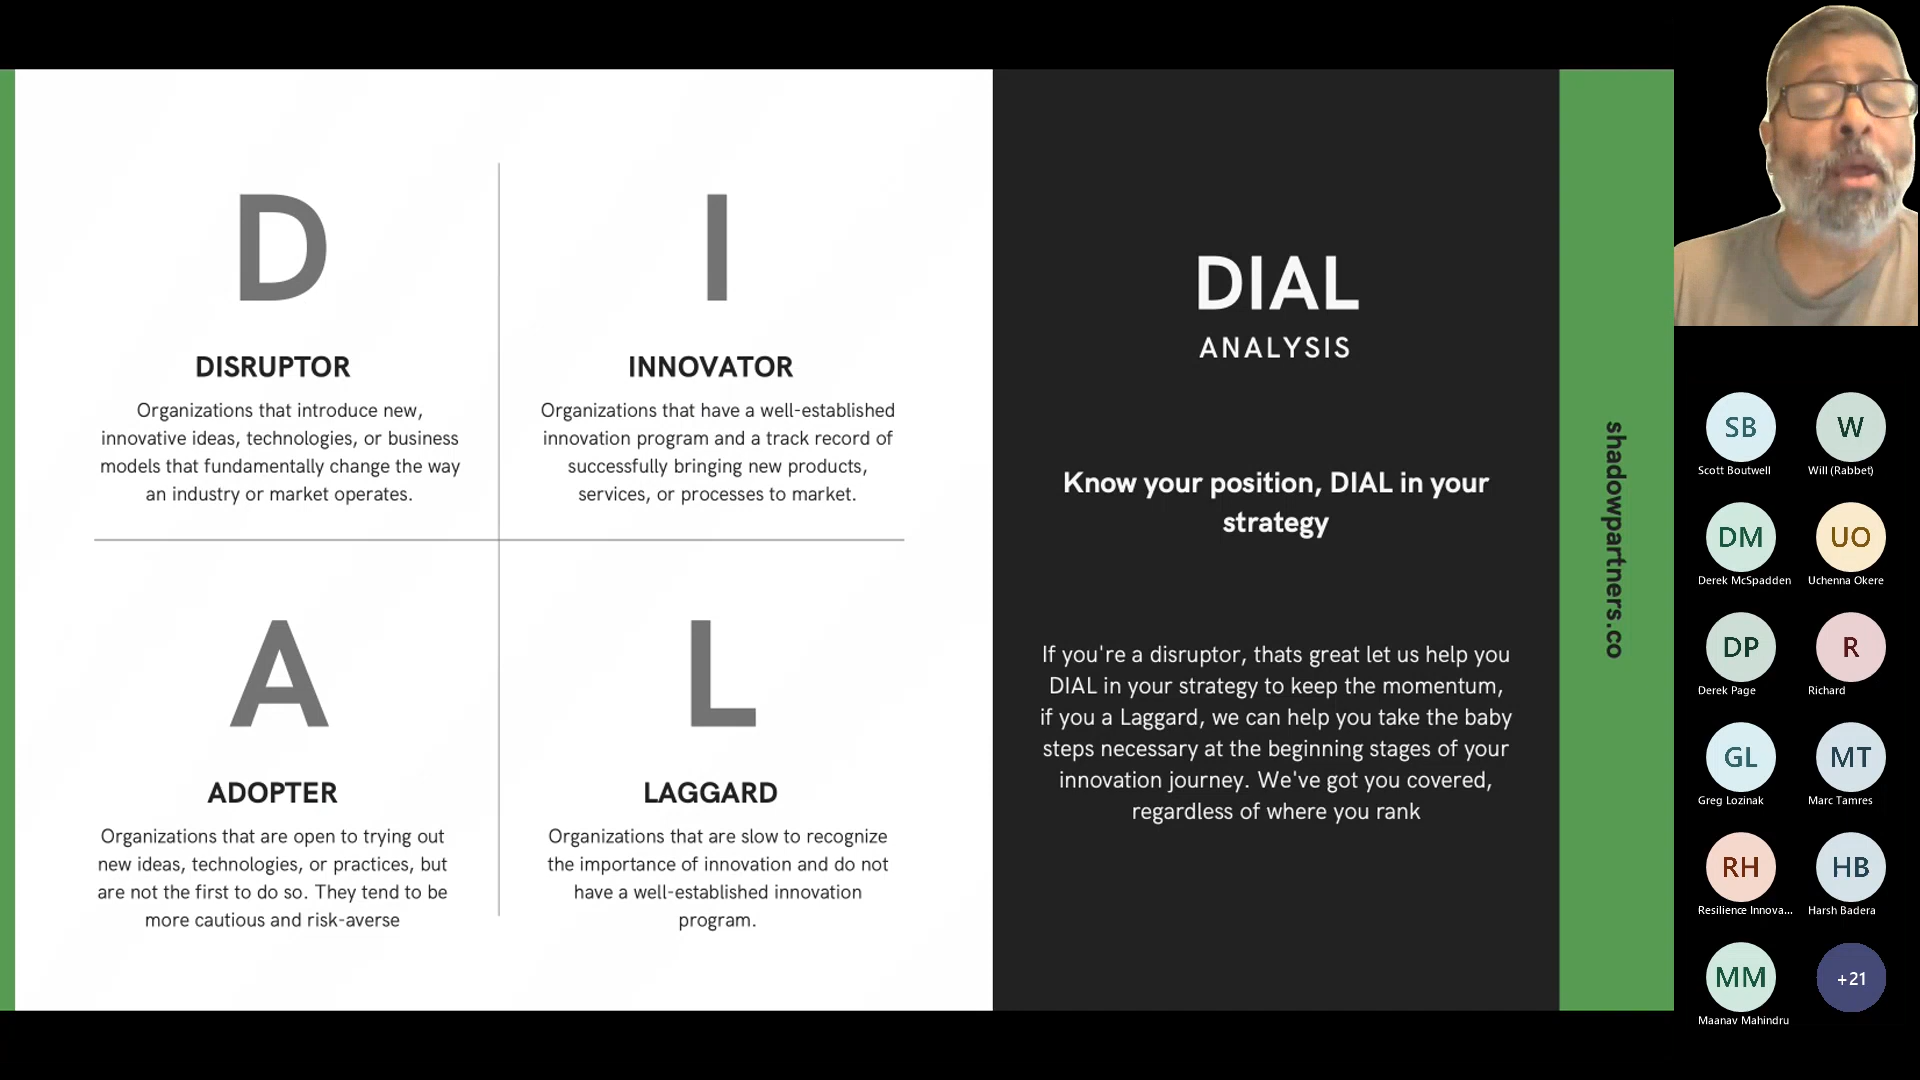 D
DISRUPTOR
Organizations that introduce new,
innovative ideas, technologies, or business
models that fundamentally change the way
an industry or market operates.
I
INNOVATOR
Organizations that have a well-established
innovation program and a track record of
successfully bringing new products,
services, or processes to market.
A
ADOPTER
Organizations that are open to trying out
new ideas, technologies, or practices, but
are not the first to do so. They tend to be
more cautious and risk-averse
L
LAGGARD
Organizations that are slow to recognize
the importance of innovation and do not
have a well-established innovation
program.
DIAL
ANALYSIS
Know your position, DIAL in your
strategy
If you're a disruptor, thats great let us help you
DIAL in your strategy to keep the momentum,
if you a Laggard, we can help you take the baby
steps necessary at the beginning stages of your
innovation journey. We've got you covered,
regardless of where you rank
shadowpartners.co
SB
Scott Boutwell
W
Will (Rabbet)
DM
Derek McSpadden
UO
Uchenna Okere
DP
Derek Page
R
Richard
GL
Greg Lozinak
MT
Marc Tamres
RH
Resilience Innova...
HB
Harsh Badera
MM
Maanav Mahindru
+21